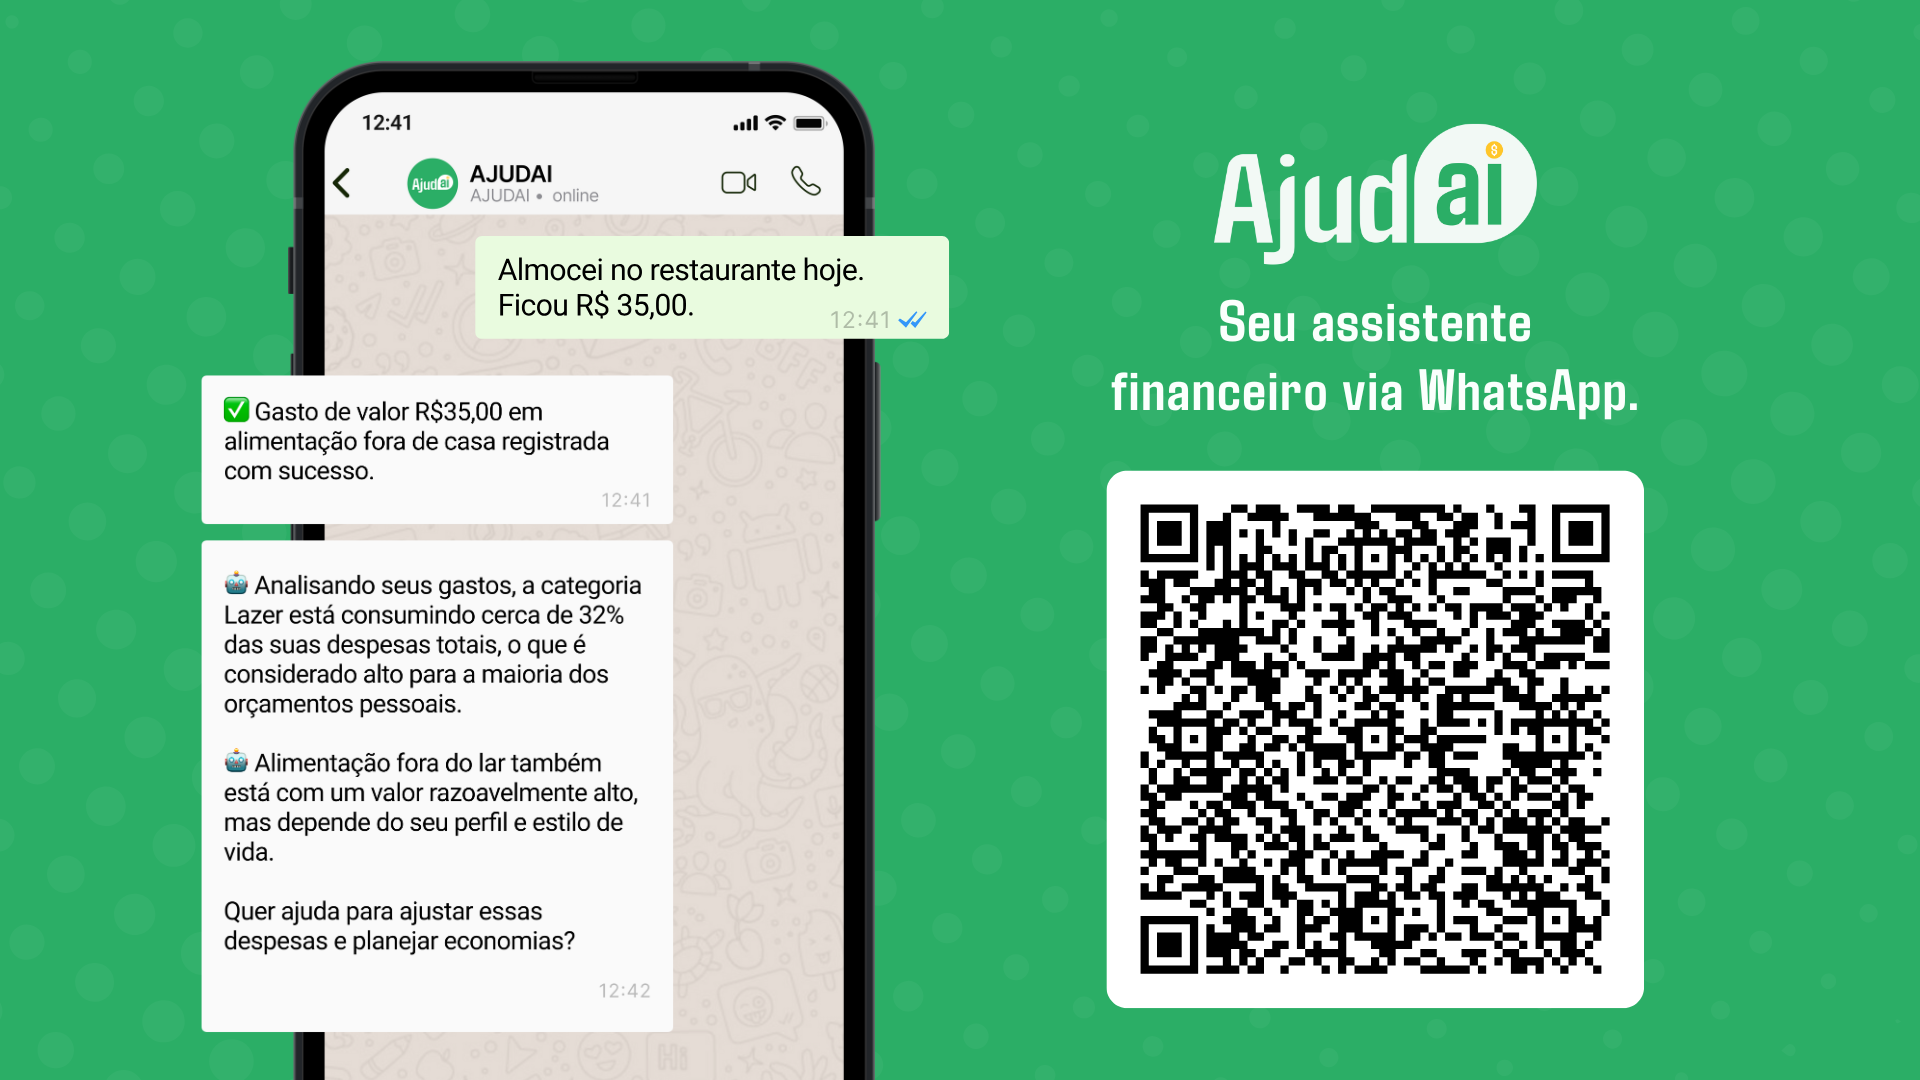 12:41
Ajudai
AJUDAI
AJUDAI • online
Almocei no restaurante hoje.
Ficou R$ 35,00.
12:41
✅ Gasto de valor R$35,00 em
alimentação fora de casa registrada
com sucesso.
12:41
🤖 Analisando seus gastos, a categoria
Lazer está consumindo cerca de 32%
das suas despesas totais, o que é
considerado alto para a maioria dos
orçamentos pessoais.
🤖 Alimentação fora do lar também
está com um valor razoavelmente alto,
mas depende do seu perfil e estilo de
vida.
Quer ajuda para ajustar essas
despesas e planejar economias?
12:42
Hi
Ajudai
$
Seu assistente
financeiro via WhatsApp.